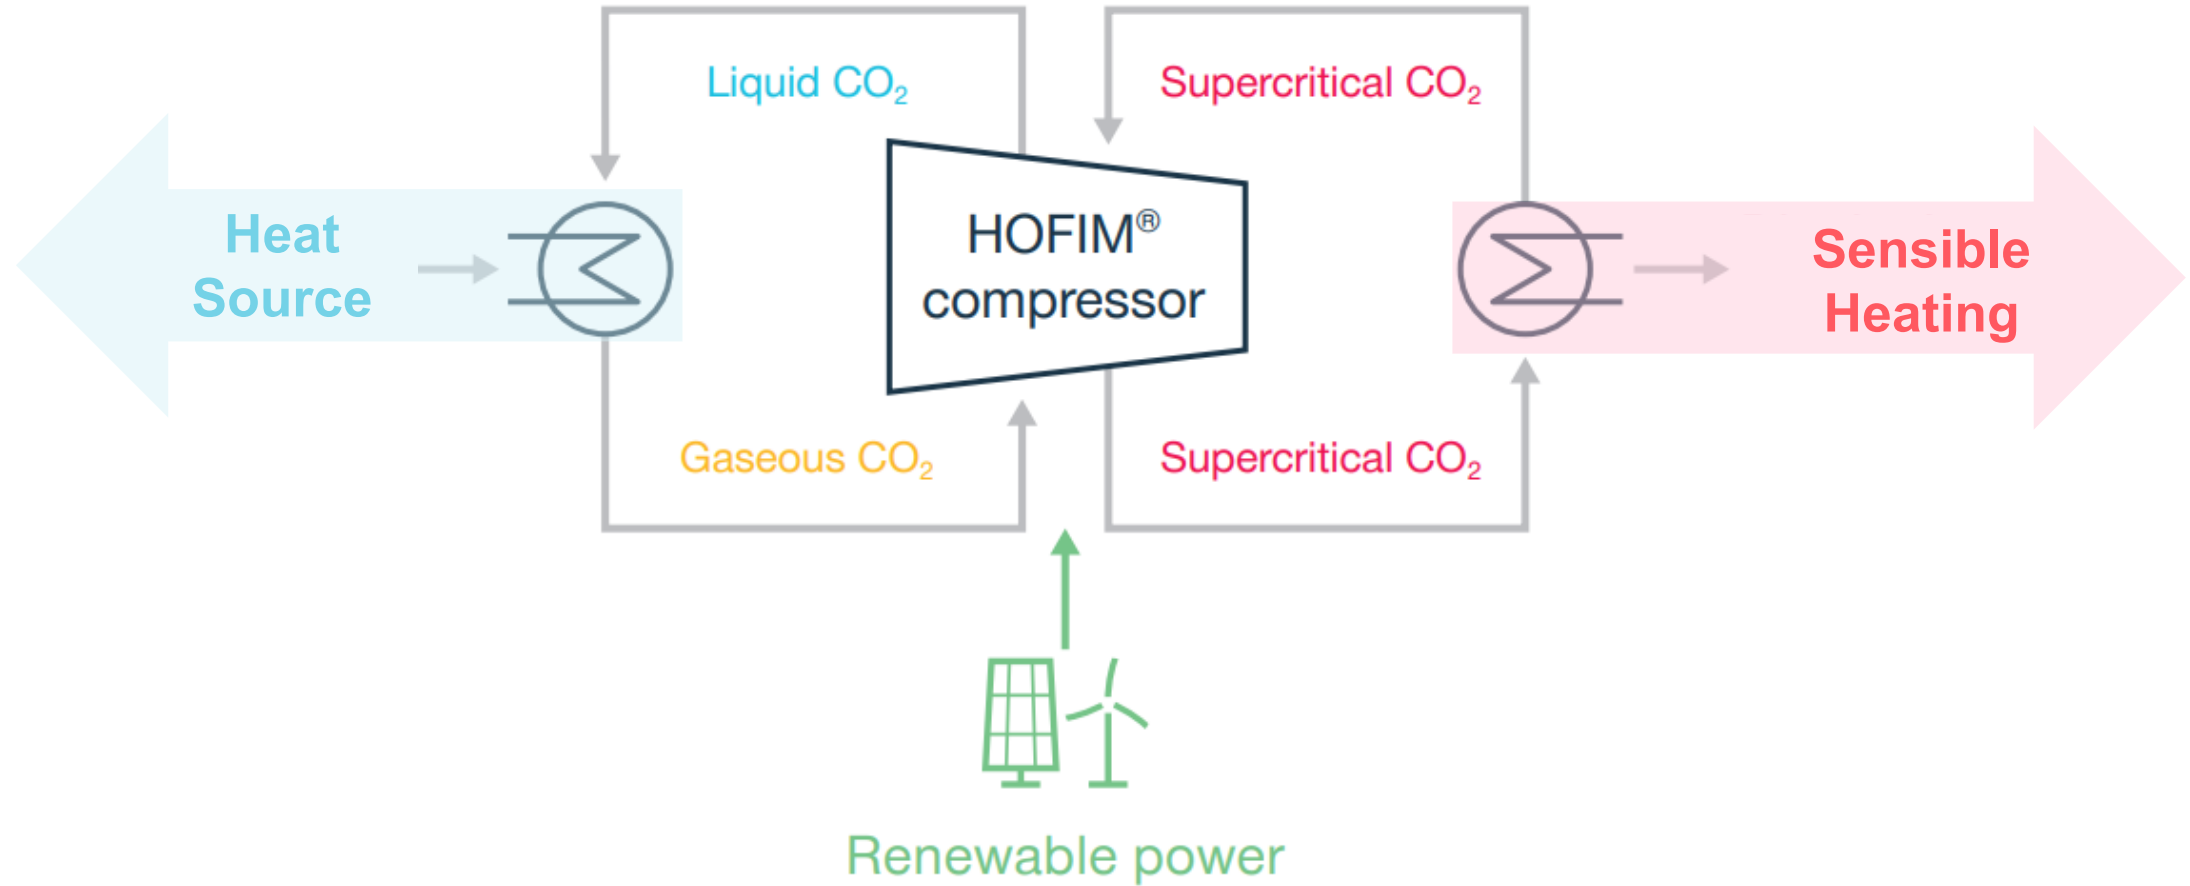 Liquid CO₂
Supercritical CO₂
Heat
Source
HOFIM®
compressor
Sensible
Heating
Gaseous CO₂
Supercritical CO₂
Renewable power